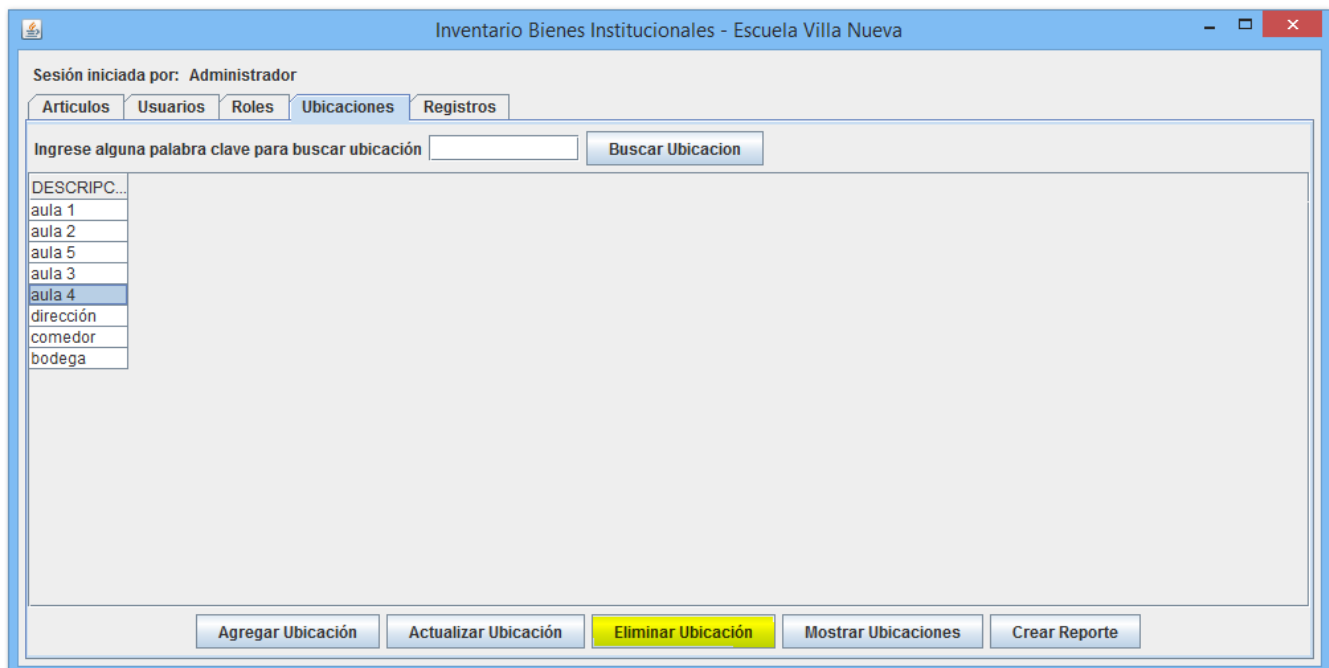 Inventario Bienes Institucionales - Escuela Villa Nueva
Sesión iniciada por: Administrador
Articulos Usuarios Roles Ubicaciones Registros
Ingrese alguna palabra clave para buscar ubicación Buscar Ubicacion
DESCRIPC...
aula 1
aula 2
aula 5
aula 3
aula 4
dirección
comedor
bodega
Agregar Ubicación Actualizar Ubicación Eliminar Ubicación Mostrar Ubicaciones Crear Reporte